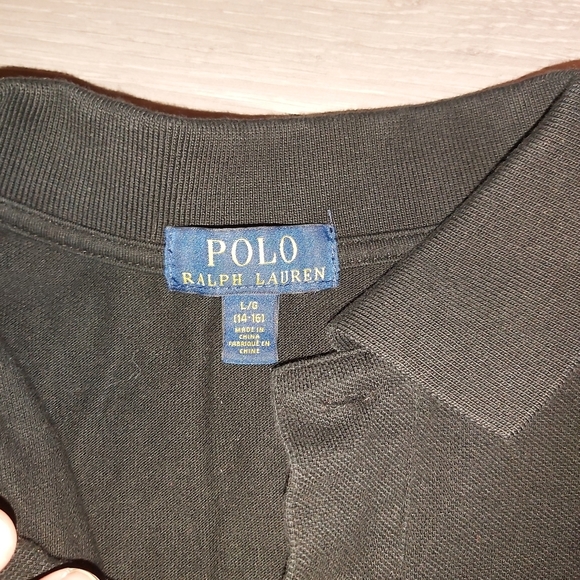 POLO
RALPH LAUREN
L/G
(14-16)
MADE IN
CHINA
FABRIQUÉ EN
CHINE